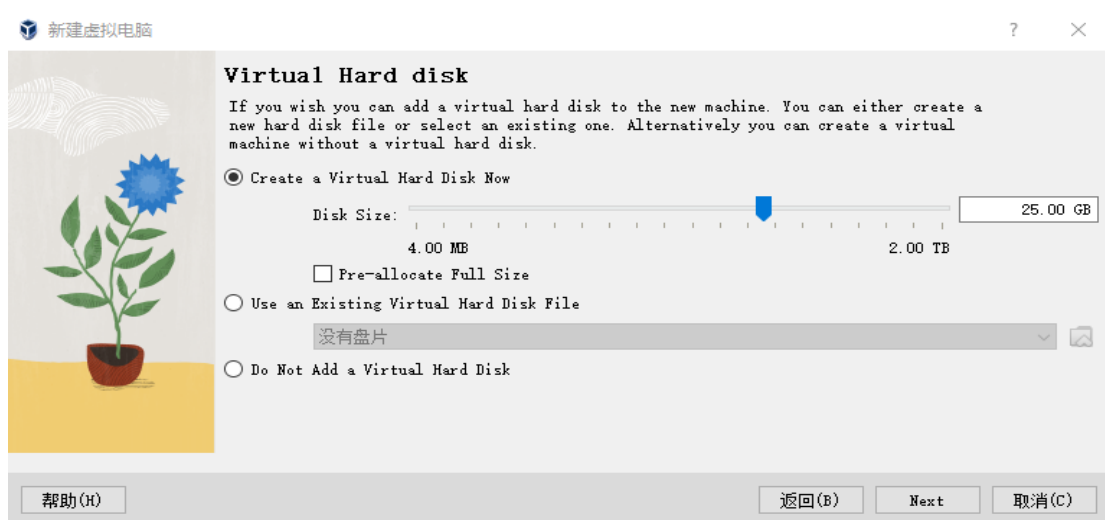 新建虚拟电脑
?
Virtual Hard disk
If you wish you can add a virtual hard disk to the new machine. You can either create a
new hard disk file or select an existing one. Alternatively you can create a virtual
machine without a virtual hard disk.
Create a Virtual Hard Disk Now
Disk Size:
25.00 GB
4.00 MB
2.00 TB
Pre-allocate Full Size
Use an Existing Virtual Hard Disk File
没有盘片
Do Not Add a Virtual Hard Disk
帮助(H)
返回(B)
Next
取消(C)